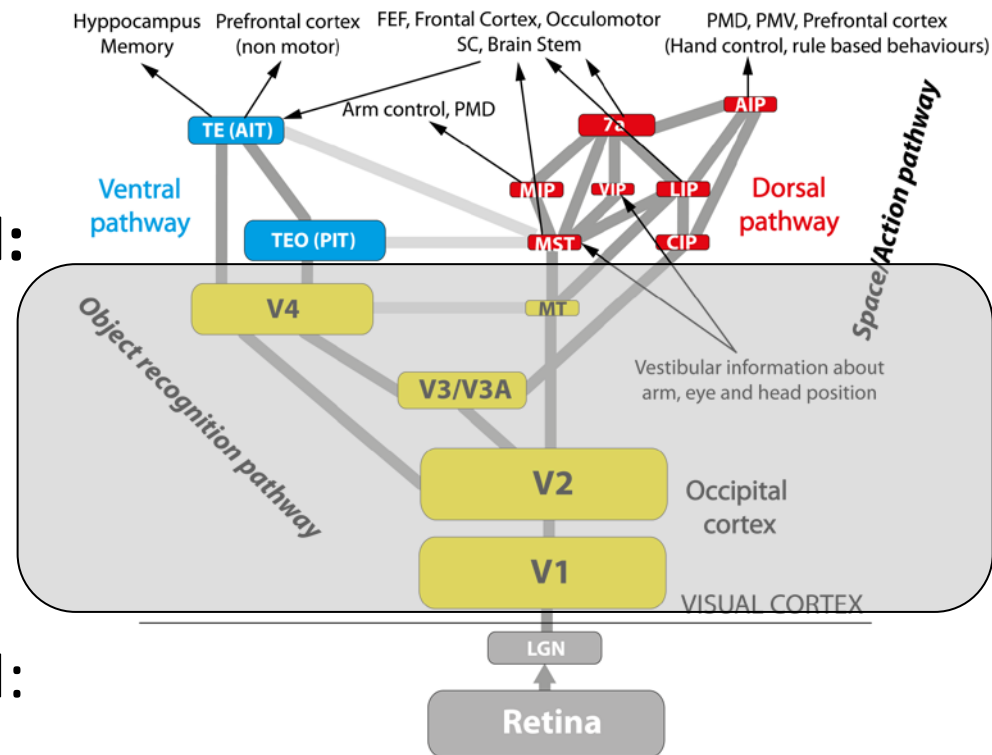 Hyppocampus
Memory
Prefrontal cortex
(non motor)
FEF, Frontal Cortex, Occulomotor
SC, Brain Stem
PMD, PMV, Prefrontal cortex
(Hand control, rule based behaviours)
Arm control, PMD
TE (AIT)
7a
AIP
Ventral
pathway
MIP
VIP
LIP
Dorsal
pathway
TEO (PIT)
MST
CIP
Space/Action pathway
:
V4
MT
Object recognition pathway
V3/V3A
Vestibular information about
arm, eye and head position
V2
Occipital
cortex
V1
VISUAL CORTEX
LGN
:
Retina